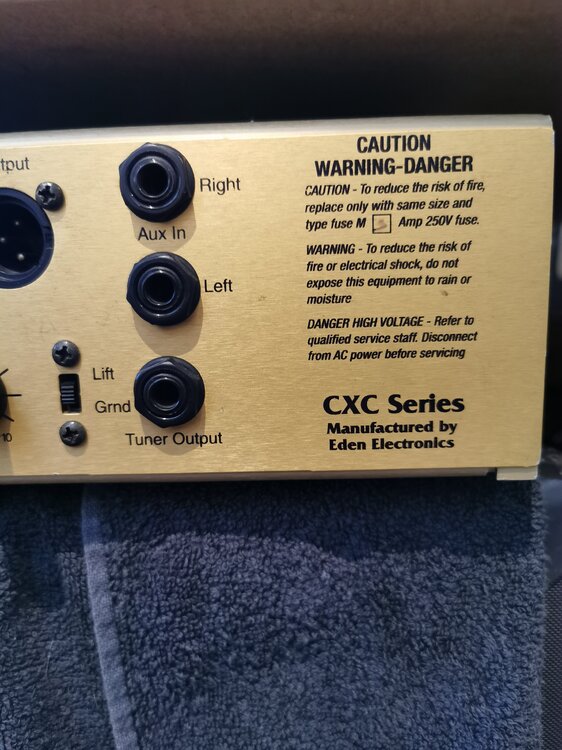 tput
Right
Aux In
Left
Lift
Grnd
10
Tuner Output
CAUTION
WARNING-DANGER
CAUTION - To reduce the risk of fire,
replace only with same size and
type fuse M Amp 250V fuse.
WARNING - To reduce the risk of
fire or electrical shock, do not
expose this equipment to rain or
moisture
DANGER HIGH VOLTAGE - Refer to
qualified service staff. Disconnect
from AC power before servicing
CXC Series
Manufactured by
Eden Electronics